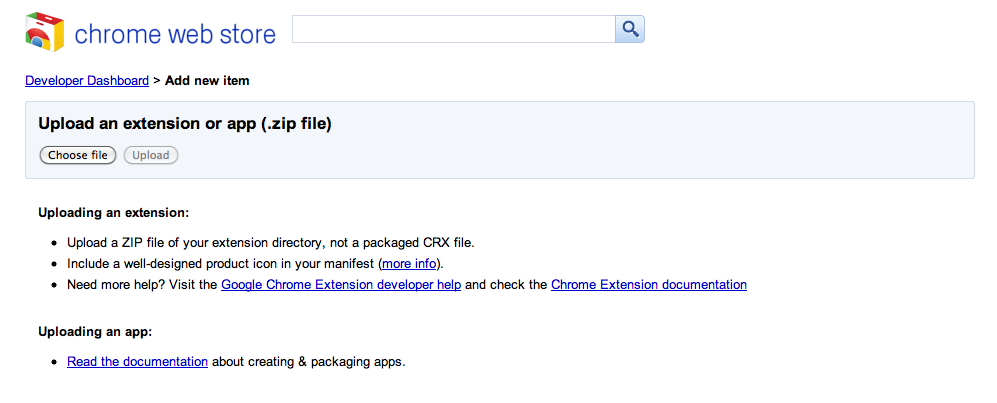 chrome web store
Developer Dashboard > Add new item
Upload an extension or app (.zip file)
Choose file Upload
Uploading an extension:
• Upload a ZIP file of your extension directory, not a packaged CRX file.
• Include a well-designed product icon in your manifest (more info).
• Need more help? Visit the Google Chrome Extension developer help and check the Chrome Extension documentation
Uploading an app:
• Read the documentation about creating & packaging apps.